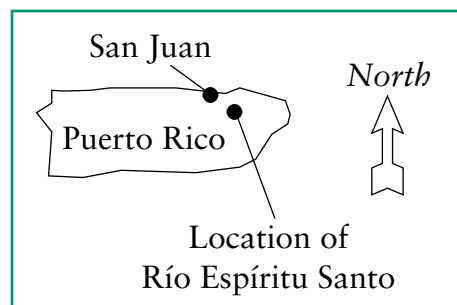 San Juan
North
Puerto Rico
Location of
Río Espíritu Santo